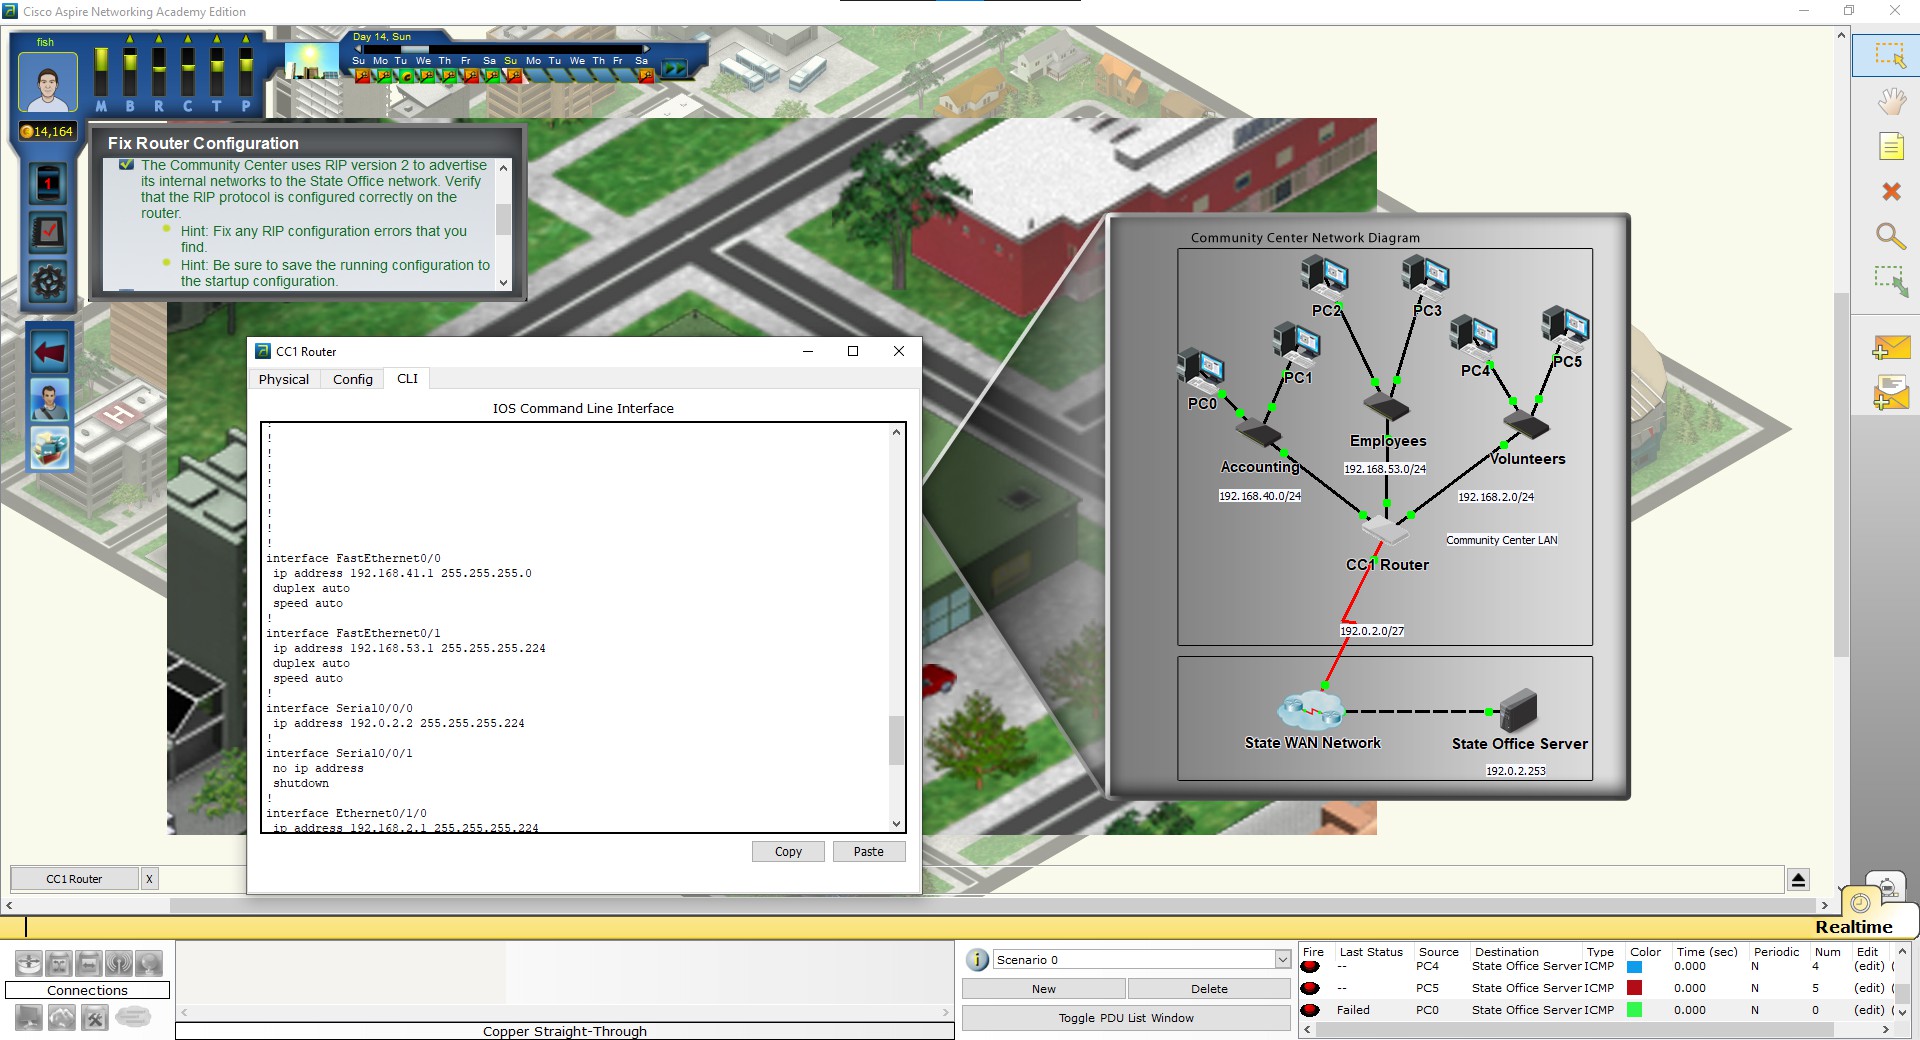 Cisco Aspire Networking Academy Edition
fish
M B R C T P
14,164
Day 14, Sun
Su Mo Tu We Th Fr Sa Su Mo Tu We Th Fr Sa
1
Fix Router Configuration
The Community Center uses RIP version 2 to advertise
its internal networks to the State Office network. Verify
that the RIP protocol is configured correctly on the
router.
Hint: Fix any RIP configuration errors that you
find.
Hint: Be sure to save the running configuration to
the startup configuration.
CC1 Router
Physical Config CLI
IOS Command Line Interface
!
!
!
!
!
!
!
!
!
interface FastEthernet0/0
ip address 192.168.41.1 255.255.255.0
duplex auto
speed auto
!
interface FastEthernet0/1
ip address 192.168.53.1 255.255.255.224
duplex auto
speed auto
!
interface Serial0/0/0
ip address 192.0.2.2 255.255.255.224
!
interface Serial0/0/1
no ip address
shutdown
!
interface Ethernet0/1/0
ip address 192.168.2.1 255.255.255.224
Copy Paste
H
Community Center Network Diagram
PC2 PC3
PC1 PC4 PC5
PC0
Employees
Accounting 192.168.53.0/24 Volunteers
192.168.40.0/24 192.168.2.0/24
Community Center LAN
CC1 Router
192.0.2.0/27
State WAN Network State Office Server
192.0.2.253
CC1 Router X
Realtime
Connections
Copper Straight-Through
i Scenario 0
New Delete
Toggle PDU List Window
Fire Last Status Source Destination Type Color Time (sec) Periodic Num Edit
-- PC4 State Office Server ICMP 0.000 N 4 (edit) (
-- PC5 State Office Server ICMP 0.000 N 5 (edit) (
Failed PC0 State Office Server ICMP 0.000 N 0 (edit) (